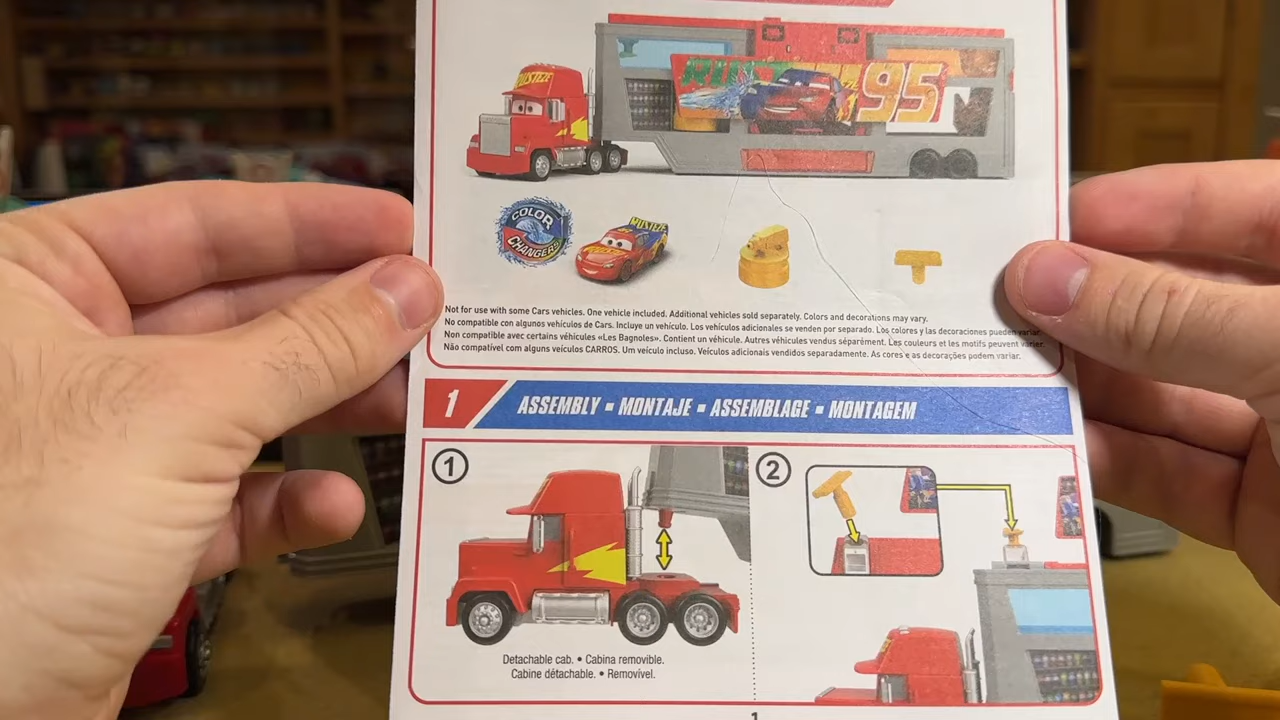 RUSTEZE
RUST
95
COLOR
CHANGERS
RUSTEZE
Not for use with some Cars vehicles. One vehicle included. Additional vehicles sold separately. Colors and decorations may vary.
No compatible con algunos vehículos de Cars. Incluye un vehículo. Los vehículos adicionales se venden por separado. Los colores y las decoraciones pueden variar.
Non compatible avec certains véhicules «Les Bagnoles». Contient un véhicule. Autres véhicules vendus séparément. Les couleurs et les motifs peuvent varier.
Não compatível com alguns veículos CARROS. Um veículo incluso. Veículos adicionais vendidos separadamente. As cores e as decorações podem variar.
1 ASSEMBLY ▪ MONTAJE ▪ ASSEMBLAGE ▪ MONTAGEM
1
2
Detachable cab. • Cabina removible.
Cabine détachable. • Removível.
1